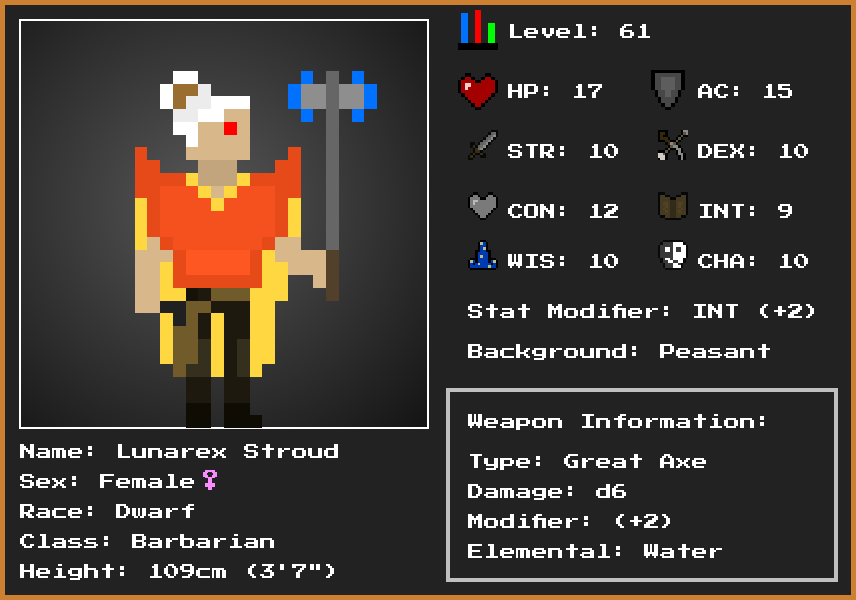 Level: 61
HP: 17 AC: 15
STR: 10 DEX: 10
CON: 12 INT: 9
WIS: 10 CHA: 10
Stat Modifier: INT (+2)
Background: Peasant
Weapon Information:
Type: Great Axe
Damage: d6
Modifier: (+2)
Elemental: Water
Name: Lunarex Stroud
Sex: Female♀
Race: Dwarf
Class: Barbarian
Height: 109cm (3'7")